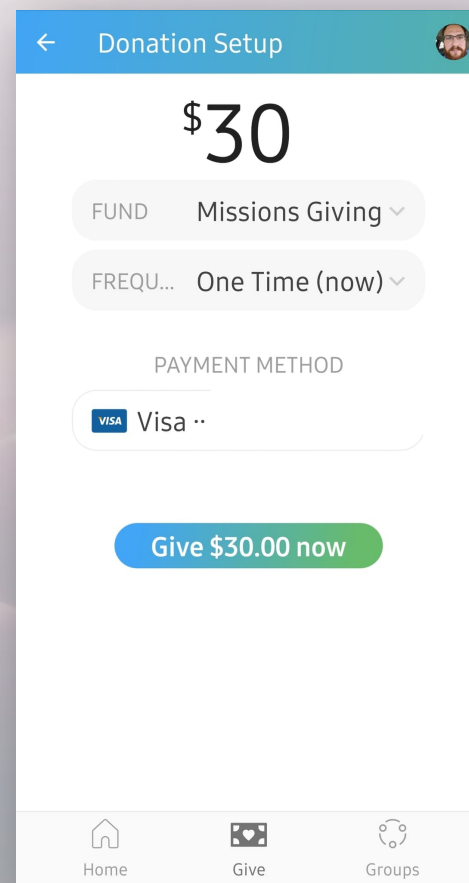 Donation Setup
$30
FUND Missions Giving
FREQU... One Time (now)
PAYMENT METHOD
VISA Visa ··
Give $30.00 now
Home Give Groups